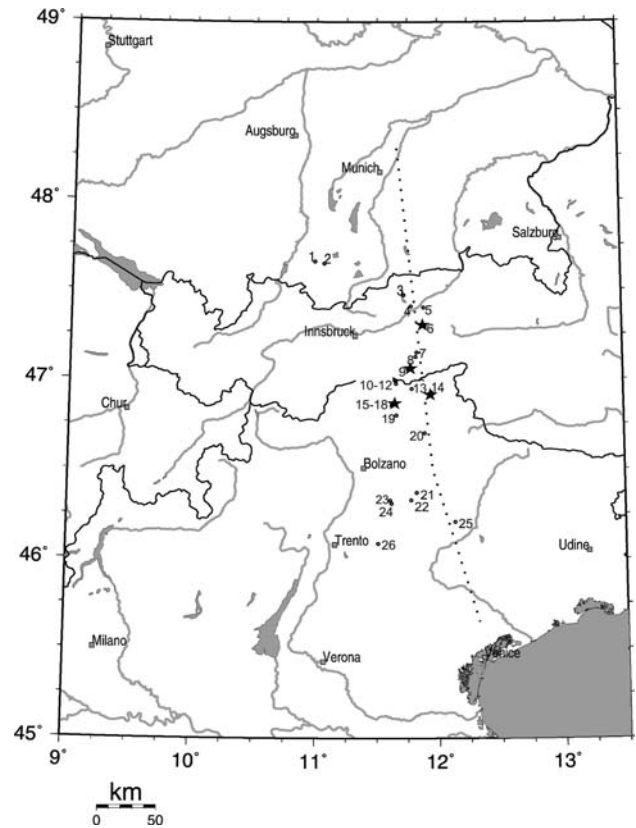 49°
Stuttgart
Augsburg
Munich
48°
Salzburg
1 2
3
4 5
6
Innsbruck
7
8
9
47°
10-12 13 14
Chur
15-18
19
20
Bolzano
23 21
24 22
25
46°
Trento 26
Udine
Milano
Verona
Venice
45°
9° 10° 11° 12° 13°
km
0 50